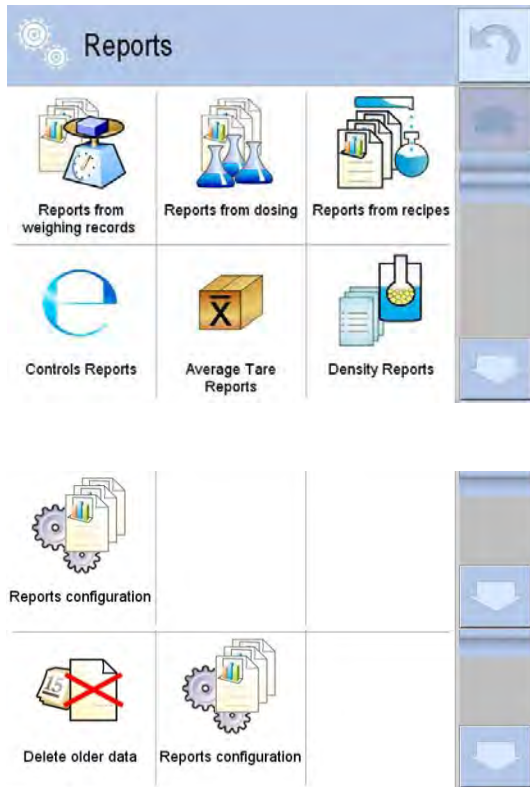 Reports
Reports from
weighing records
Reports from dosing
Reports from recipes
Controls Reports
X
Average Tare
Reports
Density Reports
Reports configuration
15
Delete older data
Reports configuration